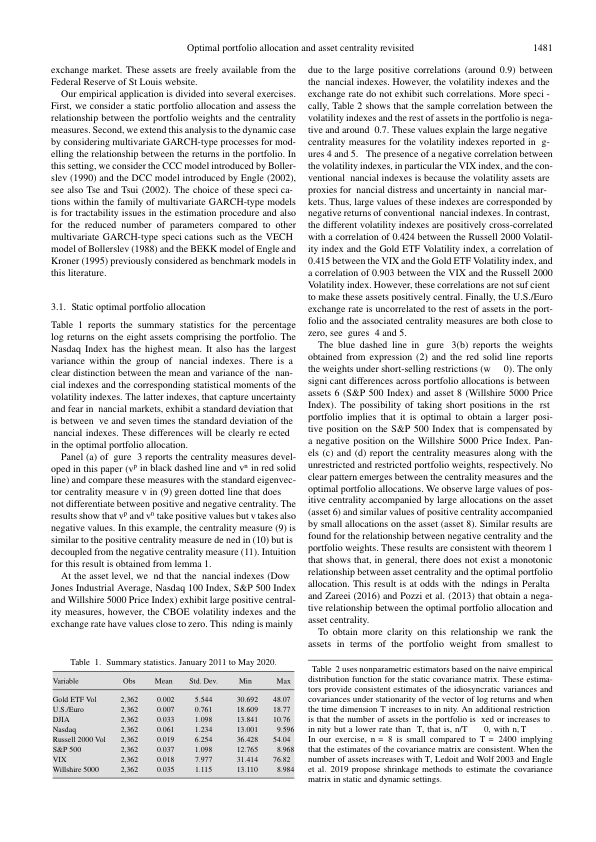 Optimal portfolio allocation and asset centrality revisited
1481
exchange market. These assets are freely available from the
Federal Reserve of St Louis website.
Our empirical application is divided into several exercises.
First, we consider a static portfolio allocation and assess the
relationship between the portfolio weights and the centrality
measures. Second, we extend this analysis to the dynamic case
by considering multivariate GARCH-type processes for mod-
elling the relationship between the returns in the portfolio. In
this setting, we consider the CCC model introduced by Boller-
slev (1990) and the DCC model introduced by Engle (2002),
see also Tse and Tsui (2002). The choice of these speci ca-
tions within the family of multivariate GARCH-type models
is for tractability issues in the estimation procedure and also
for the reduced number of parameters compared to other
multivariate GARCH-type speci cations such as the VECH
model of Bollerslev (1988) and the BEKK model of Engle and
Kroner (1995) previously considered as benchmark models in
this literature.
3.1. Static optimal portfolio allocation
Table 1 reports the summary statistics for the percentage
log returns on the eight assets comprising the portfolio. The
Nasdaq Index has the highest mean. It also has the largest
variance within the group of nancial indexes. There is a
clear distinction between the mean and variance of the nan-
cial indexes and the corresponding statistical moments of the
volatility indexes. The latter indexes, that capture uncertainty
and fear in nancial markets, exhibit a standard deviation that
is between ve and seven times the standard deviation of the
nancial indexes. These differences will be clearly re ected
in the optimal portfolio allocation.
Panel (a) of gure 3 reports the centrality measures devel-
oped in this paper (vᵖ in black dashed line and vⁿ in red solid
line) and compare these measures with the standard eigenvec-
tor centrality measure v in (9) green dotted line that does
not differentiate between positive and negative centrality. The
results show that vᵖ and vⁿ take positive values but v takes also
negative values. In this example, the centrality measure (9) is
similar to the positive centrality measure de ned in (10) but is
decoupled from the negative centrality measure (11). Intuition
for this result is obtained from lemma 1.
At the asset level, we nd that the nancial indexes (Dow
Jones Industrial Average, Nasdaq 100 Index, S&P 500 Index
and Willshire 5000 Price Index) exhibit large positive central-
ity measures, however, the CBOE volatility indexes and the
exchange rate have values close to zero. This nding is mainly
Table 1. Summary statistics. January 2011 to May 2020.
Variable Obs Mean Std. Dev. Min Max
Gold ETF Vol 2,362 0.002 5.544 30.692 48.07
U.S./Euro 2,362 0.007 0.761 18.609 18.77
DJIA 2,362 0.033 1.098 13.841 10.76
Nasdaq 2,362 0.061 1.234 13.001 9.596
Russell 2000 Vol 2,362 0.019 6.254 36.428 54.04
S&P 500 2,362 0.037 1.098 12.765 8.968
VIX 2,362 0.018 7.977 31.414 76.82
Willshire 5000 2,362 0.035 1.115 13.110 8.984
due to the large positive correlations (around 0.9) between
the nancial indexes. However, the volatility indexes and the
exchange rate do not exhibit such correlations. More speci -
cally, Table 2 shows that the sample correlation between the
volatility indexes and the rest of assets in the portfolio is nega-
tive and around 0.7. These values explain the large negative
centrality measures for the volatility indexes reported in g-
ures 4 and 5. The presence of a negative correlation between
the volatility indexes, in particular the VIX index, and the con-
ventional nancial indexes is because the volatility assets are
proxies for nancial distress and uncertainty in nancial mar-
kets. Thus, large values of these indexes are corresponded by
negative returns of conventional nancial indexes. In contrast,
the different volatility indexes are positively cross-correlated
with a correlation of 0.424 between the Russell 2000 Volatil-
ity index and the Gold ETF Volatility index, a correlation of
0.415 between the VIX and the Gold ETF Volatility index, and
a correlation of 0.903 between the VIX and the Russell 2000
Volatility index. However, these correlations are not suf cient
to make these assets positively central. Finally, the U.S./Euro
exchange rate is uncorrelated to the rest of assets in the port-
folio and the associated centrality measures are both close to
zero, see gures 4 and 5.
The blue dashed line in gure 3(b) reports the weights
obtained from expression (2) and the red solid line reports
the weights under short-selling restrictions (w 0). The only
signi cant differences across portfolio allocations is between
assets 6 (S&P 500 Index) and asset 8 (Willshire 5000 Price
Index). The possibility of taking short positions in the rst
portfolio implies that it is optimal to obtain a larger posi-
tive position on the S&P 500 Index that is compensated by
a negative position on the Willshire 5000 Price Index. Pan-
els (c) and (d) report the centrality measures along with the
unrestricted and restricted portfolio weights, respectively. No
clear pattern emerges between the centrality measures and the
optimal portfolio allocations. We observe large values of pos-
itive centrality accompanied by large allocations on the asset
(asset 6) and similar values of positive centrality accompanied
by small allocations on the asset (asset 8). Similar results are
found for the relationship between negative centrality and the
portfolio weights. These results are consistent with theorem 1
that shows that, in general, there does not exist a monotonic
relationship between asset centrality and the optimal portfolio
allocation. This result is at odds with the ndings in Peralta
and Zareei (2016) and Pozzi et al. (2013) that obtain a nega-
tive relationship between the optimal portfolio allocation and
asset centrality.
To obtain more clarity on this relationship we rank the
assets in terms of the portfolio weight from smallest to
Table 2 uses nonparametric estimators based on the naive empirical
distribution function for the static covariance matrix. These estima-
tors provide consistent estimates of the idiosyncratic variances and
covariances under stationarity of the vector of log returns and when
the time dimension T increases to in nity. An additional restriction
is that the number of assets in the portfolio is xed or increases to
in nity but a lower rate than T, that is, n/T 0, with n, T .
In our exercise, n = 8 is small compared to T = 2400 implying
that the estimates of the covariance matrix are consistent. When the
number of assets increases with T, Ledoit and Wolf 2003 and Engle
et al. 2019 propose shrinkage methods to estimate the covariance
matrix in static and dynamic settings.